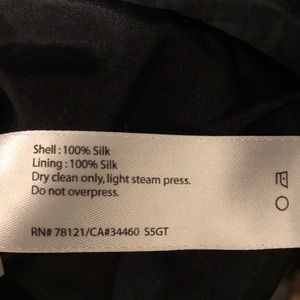 Shell : 100% Silk
Lining : 100% Silk
Dry clean only, light steam press.
Do not overpress.
RN# 78121/CA#34460 S5GT